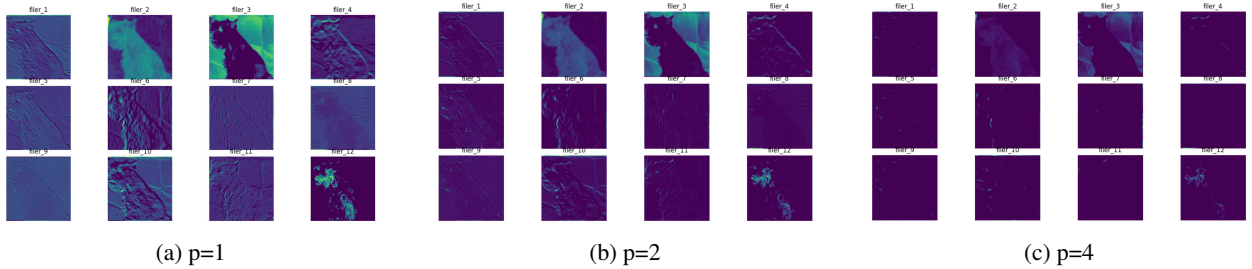 filer_1 filer_2 filer_3 filer_4 filer_1 filer_2 filer_3 filer_4 filer_1 filer_2 filer_3 filer_4
filer_5 filer_6 filer_7 filer_8 filer_5 filer_6 filer_7 filer_8 filer_5 filer_6 filer_7 filer_8
filer_9 filer_10 filer_11 filer_12 filer_9 filer_10 filer_11 filer_12 filer_9 filer_10 filer_11 filer_12
(a) p=1 (b) p=2 (c) p=4